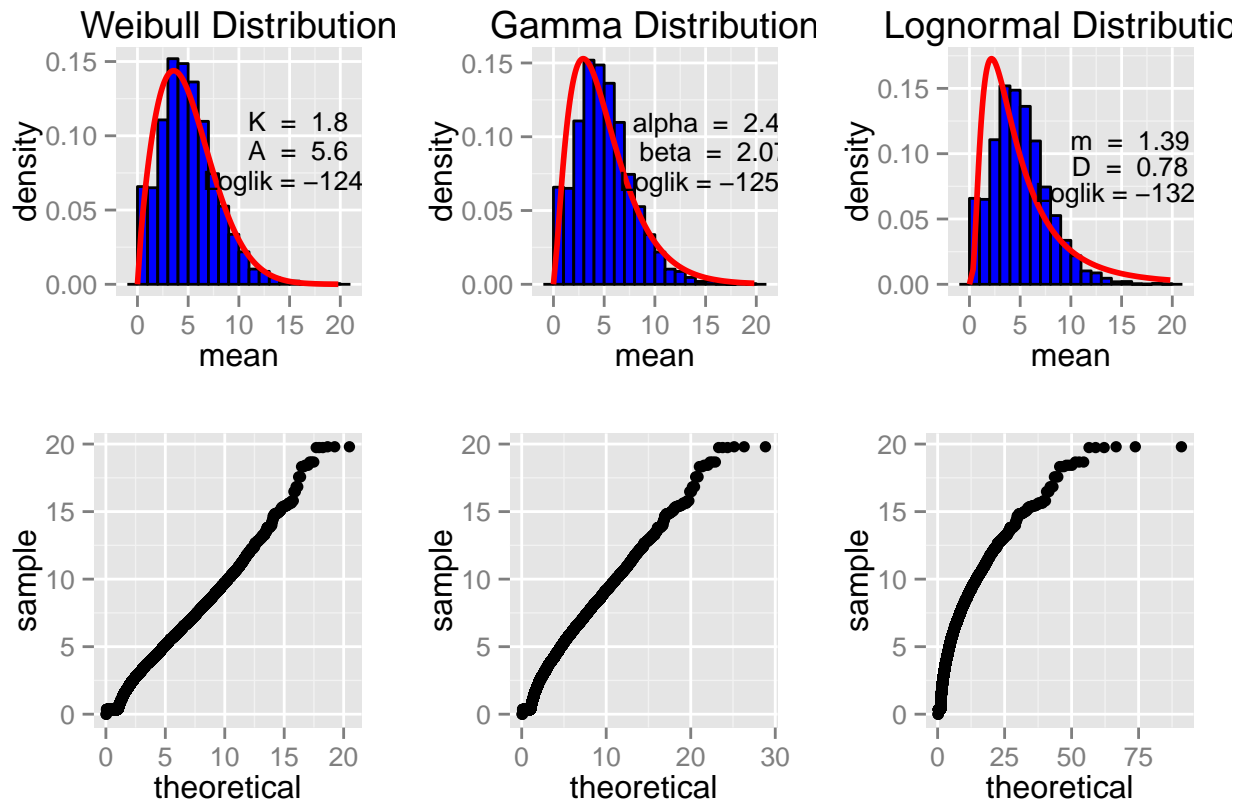 Weibull Distribution
0.15
0.10
0.05
0.00
density
K = 1.8
A = 5.6
Loglik = −124
0 5 10 15 20
mean
Gamma Distribution
0.15
0.10
0.05
0.00
density
alpha = 2.4
beta = 2.07
Loglik = −125
0 5 10 15 20
mean
Lognormal Distributio
0.15
0.10
0.05
0.00
density
m = 1.39
D = 0.78
Loglik = −132
0 5 10 15 20
mean
20
15
10
5
0
sample
0 5 10 15 20
theoretical
20
15
10
5
0
sample
0 10 20 30
theoretical
20
15
10
5
0
sample
0 25 50 75
theoretical